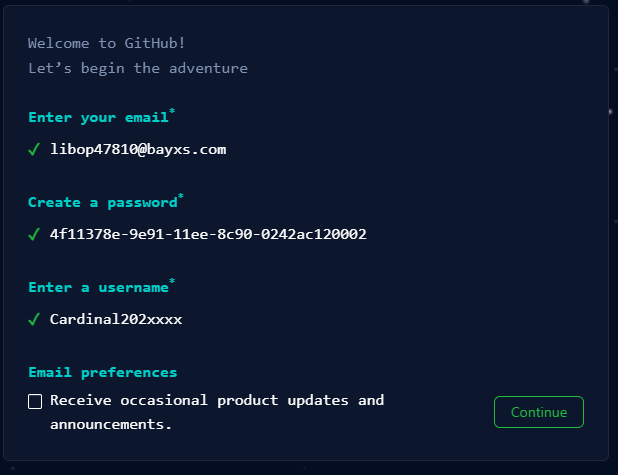 Welcome to GitHub!
Let’s begin the adventure
Enter your email*
✓ libop47810@bayxs.com
Create a password*
✓ 4f11378e-9e91-11ee-8c90-0242ac120002
Enter a username*
✓ Cardinal202xxxx
Email preferences
Receive occasional product updates and
announcements.
Continue